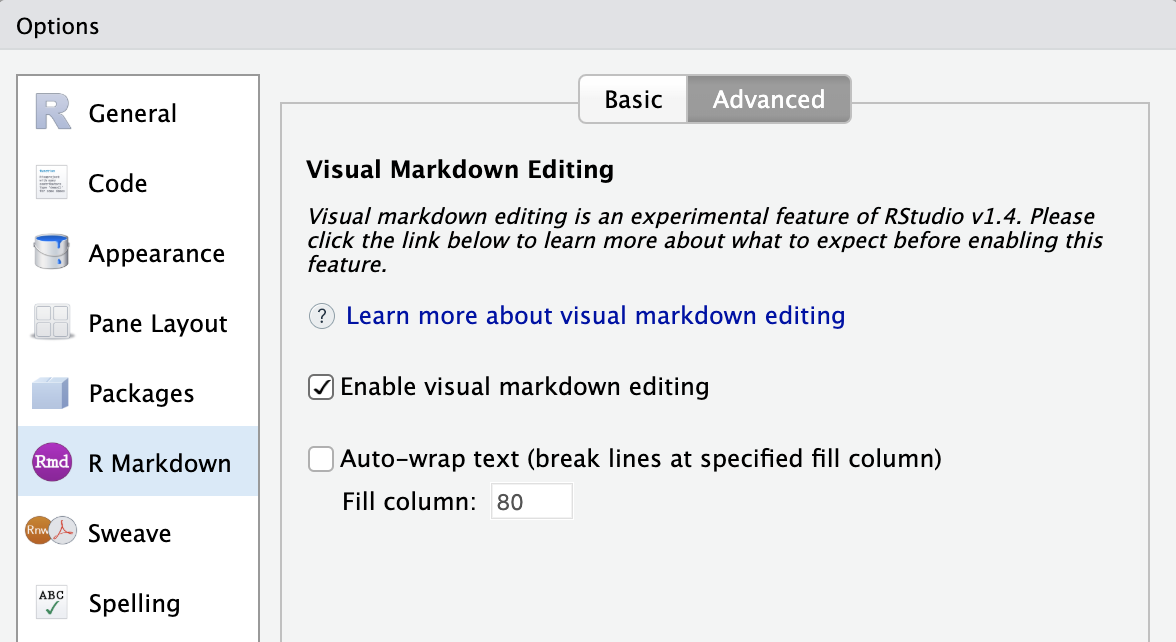 Options
General
Code
Appearance
Pane Layout
Packages
Rmd
R Markdown
Rnw
Sweave
ABC
Spelling
Basic
Advanced
Visual Markdown Editing
Visual markdown editing is an experimental feature of RStudio v1.4. Please
click the link below to learn more about what to expect before enabling this
feature.
? Learn more about visual markdown editing
Enable visual markdown editing
Auto-wrap text (break lines at specified fill column)
Fill column: 80